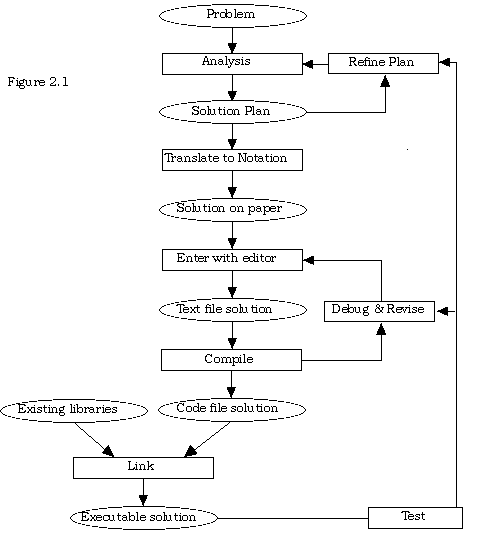 Problem
Analysis
Refine Plan
Figure 2.1
Solution Plan
Translate to Notation
Solution on paper
Enter with editor
Text file solution
Debug & Revise
Compile
Existing libraries
Code file solution
Link
Executable solution
Test